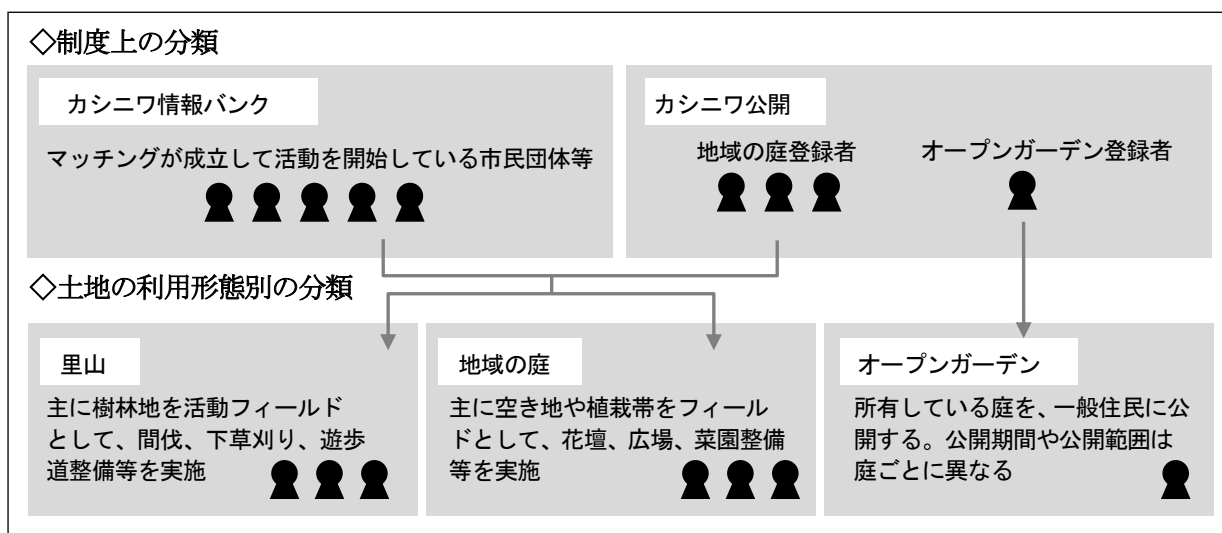 ◇制度上の分類
カシニワ情報バンク
マッチングが成立して活動を開始している市民団体等
カシニワ公開
地域の庭登録者
オープンガーデン登録者
◇土地の利用形態別の分類
里山
主に樹林地を活動フィールド
として、間伐、下草刈り、遊歩
道整備等を実施
地域の庭
主に空き地や植栽帯をフィール
ドとして、花壇、広場、菜園整備
等を実施
オープンガーデン
所有している庭を、一般住民に公
開する。公開期間や公開範囲は
庭ごとに異なる